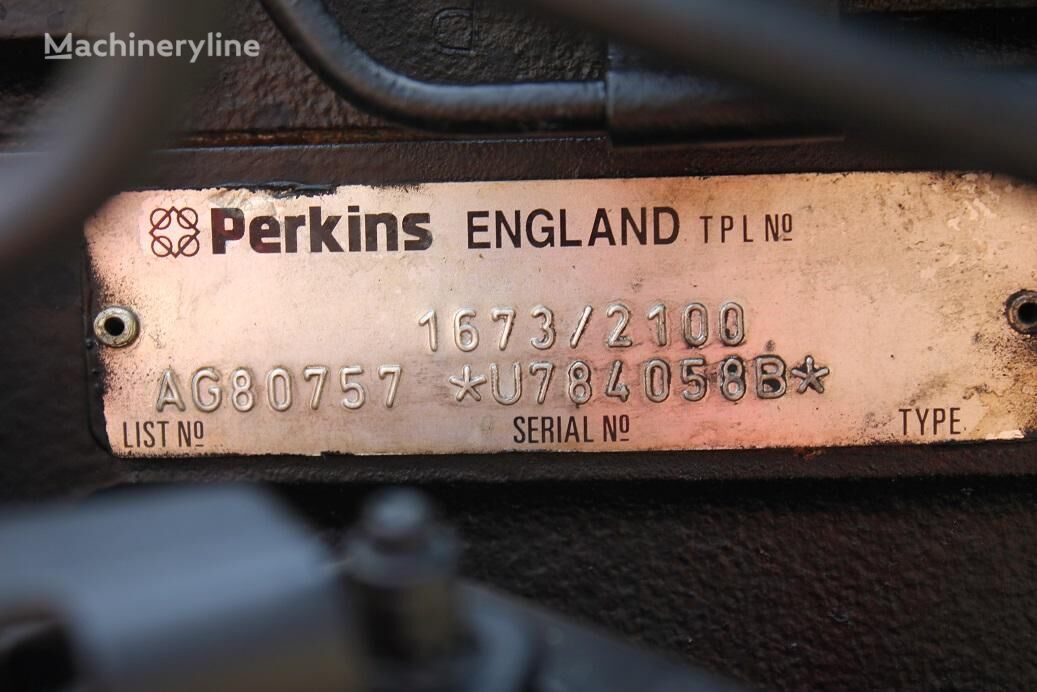 Machineryline
Perkins ENGLAND TPL Nº
1673/2100
AG80757 *U784058B*
LIST Nº SERIAL Nº TYPE